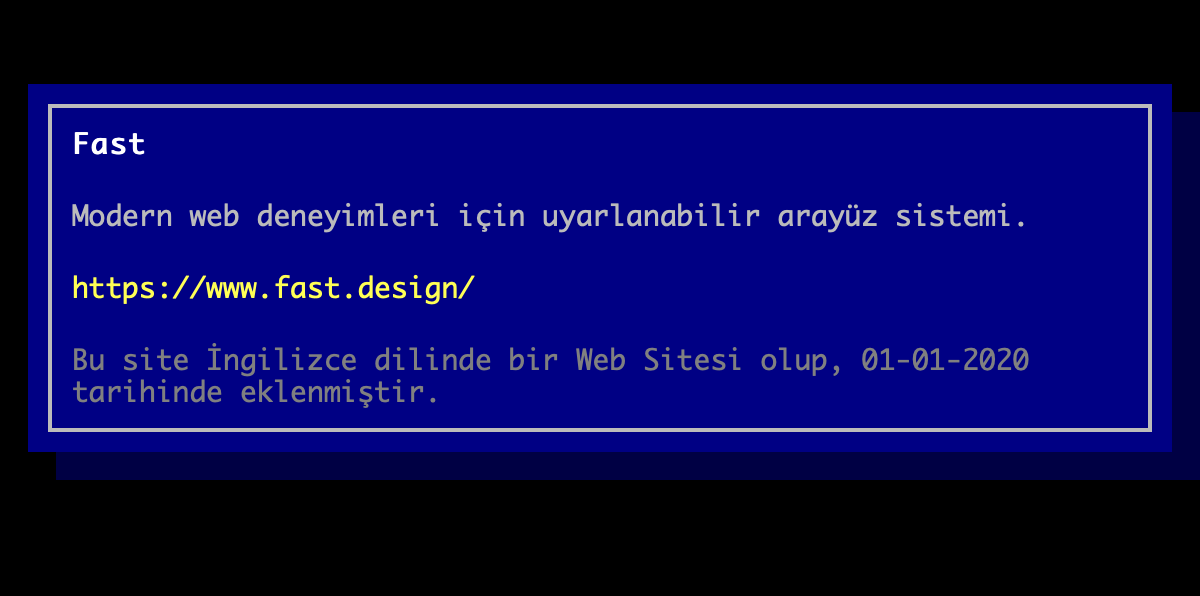 Fast
Modern web deneyimleri için uyarlanabilir arayüz sistemi.
https://www.fast.design/
Bu site İngilizce dilinde bir Web Sitesi olup, 01-01-2020
tarihinde eklenmiştir.